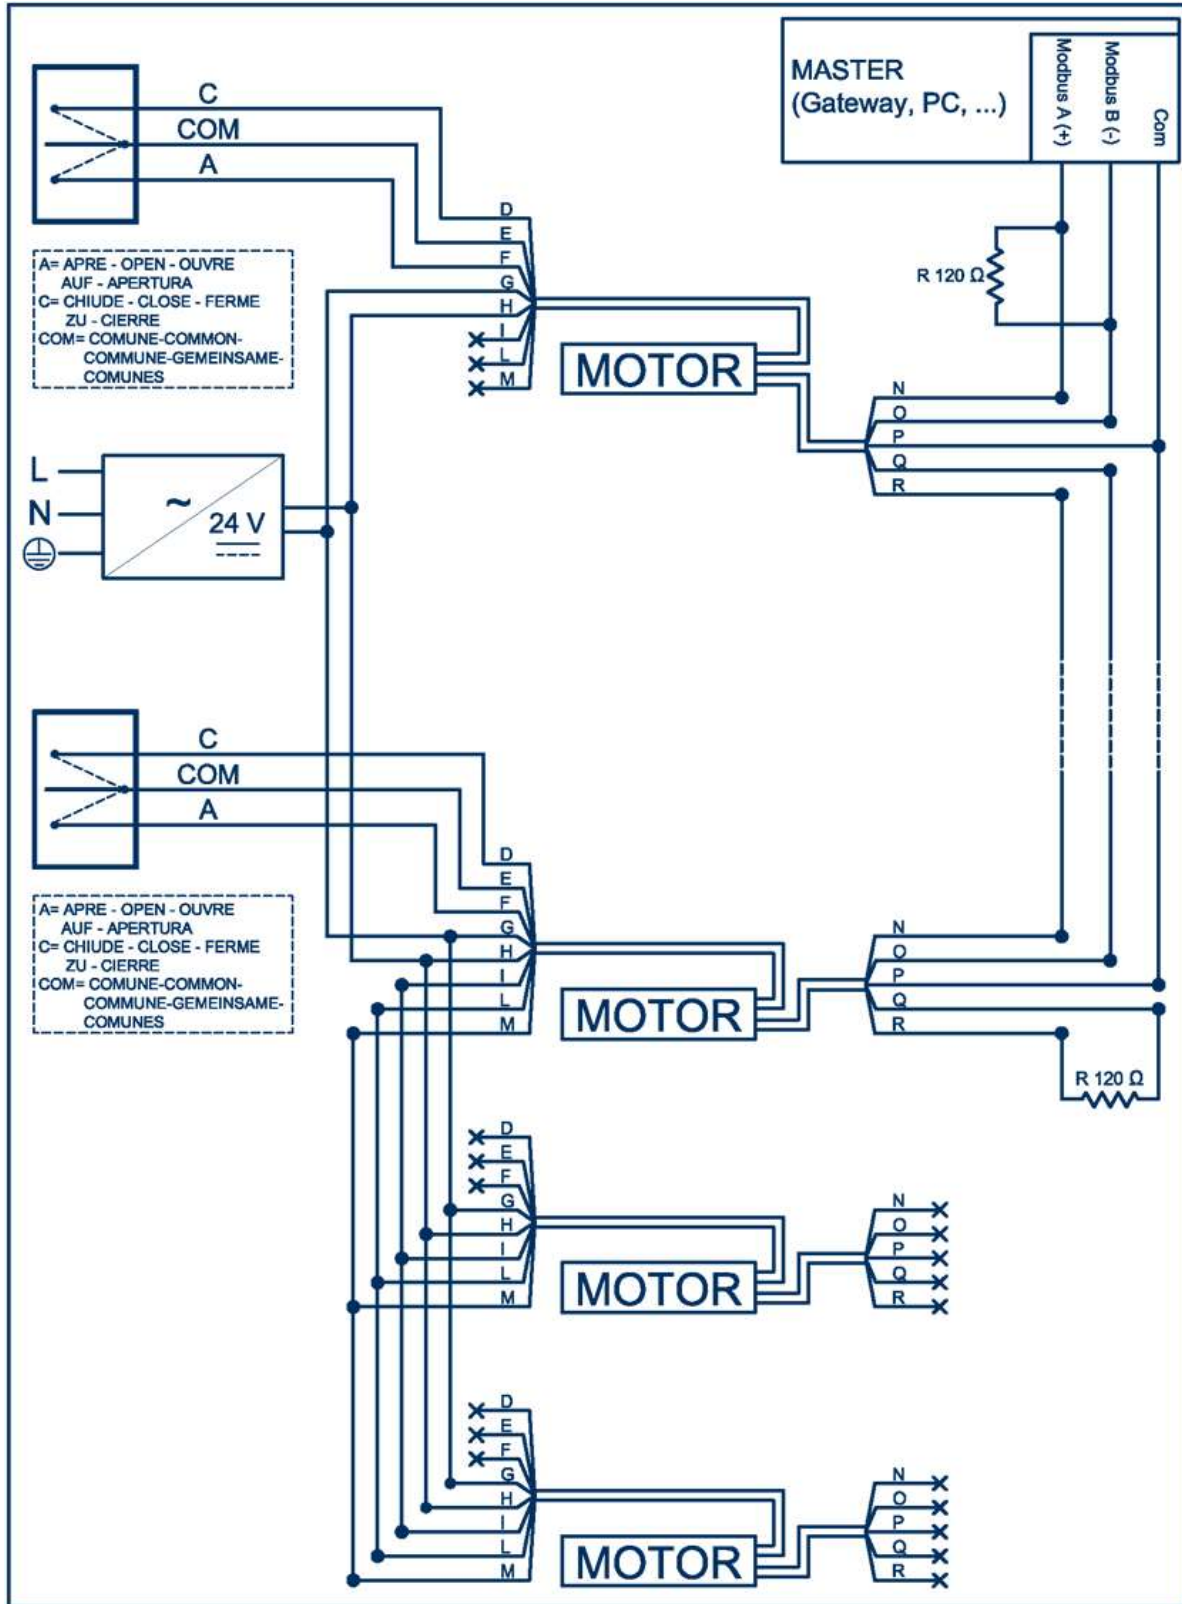 MASTER
(Gateway, PC, ...)
Modbus A (+)
Modbus B (-)
Com
C
COM
A
D
E
F
G
H
I
L
M
A= APRE - OPEN - OUVRE
AUF - APERTURA
C= CHIUDE - CLOSE - FERME
ZU - CIERRE
COM= COMUNE-COMMON-
COMMUNE-GEMEINSAME-
COMUNES
R 120 Ω
MOTOR
N
O
P
Q
R
L
N
~
24 V
C
COM
A
D
E
F
G
H
I
L
M
A= APRE - OPEN - OUVRE
AUF - APERTURA
C= CHIUDE - CLOSE - FERME
ZU - CIERRE
COM= COMUNE-COMMON-
COMMUNE-GEMEINSAME-
COMUNES
MOTOR
N
O
P
Q
R
R 120 Ω
D
E
F
G
H
I
L
M
MOTOR
N
O
P
Q
R
D
E
F
G
H
I
L
M
MOTOR
N
O
P
Q
R